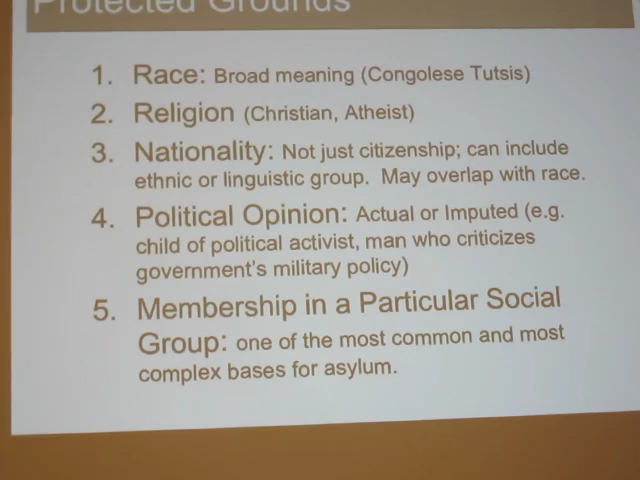 Protected Grounds
1. Race: Broad meaning (Congolese Tutsis)
2. Religion (Christian, Atheist)
3. Nationality: Not just citizenship; can include
ethnic or linguistic group. May overlap with race.
4. Political Opinion: Actual or Imputed (e.g.
child of political activist, man who criticizes
government's military policy)
5. Membership in a Particular Social
Group: one of the most common and most
complex bases for asylum.